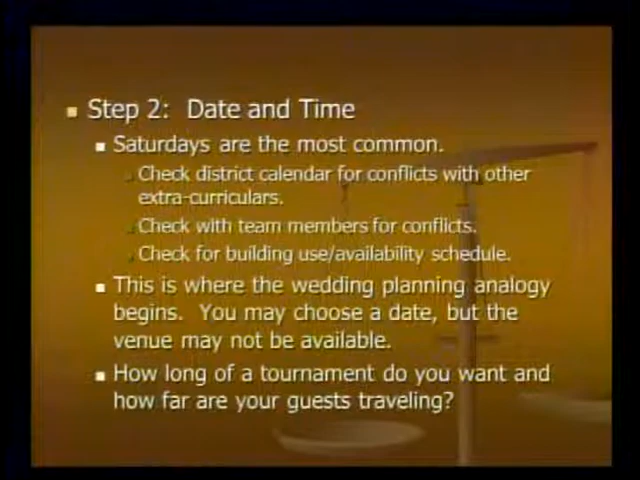 Step 2: Date and Time
Saturdays are the most common.
Check district calendar for conflicts with other
extra-curriculars.
Check with team members for conflicts.
Check for building use/availability schedule.
This is where the wedding planning analogy
begins. You may choose a date, but the
venue may not be available.
How long of a tournament do you want and
how far are your guests traveling?